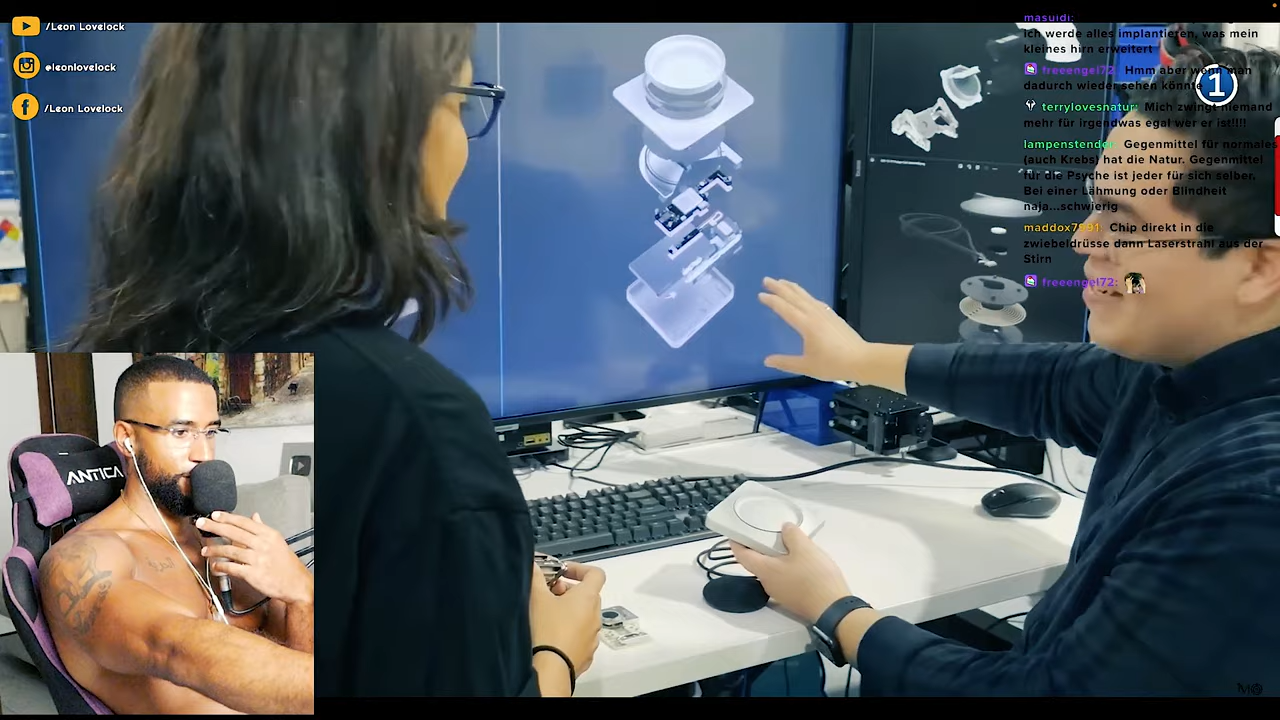 /Leon Lovelock
@leonlovelock
/Leon Lovelock
masuidi:
Ich werde alles implantieren, was mein
kleines hirn erweitert
freeengel72: Hmm aber wenn man
dadurch wieder sehen könnte
1
terrylovesnatur: Mich zwingt niemand
mehr für irgendwas egal wer er ist!!!!
lampenstender: Gegenmittel für normales
(auch Krebs) hat die Natur. Gegenmittel
für die Psyche ist jeder für sich selber.
Bei einer Lähmung oder Blindheit
naja...schwierig
maddox7991: Chip direkt in die
zwiebeldrüsse dann Laserstrahl aus der
Stirn
freeengel72:
ANTICA